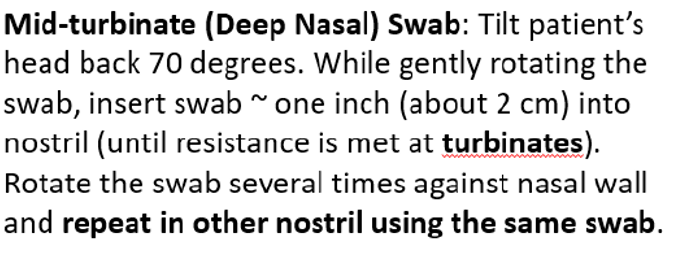 Mid-turbinate (Deep Nasal) Swab: Tilt patient's
head back 70 degrees. While gently rotating the
swab, insert swab ~ one inch (about 2 cm) into
nostril (until resistance is met at turbinates).
Rotate the swab several times against nasal wall
and repeat in other nostril using the same swab.